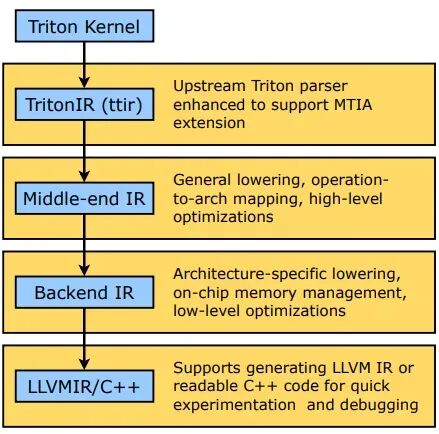 Triton Kernel
TritonIR (ttir)
Upstream Triton parser
enhanced to support MTIA
extension
Middle-end IR
General lowering, operation-
to-arch mapping, high-level
optimizations
Backend IR
Architecture-specific lowering,
on-chip memory management,
low-level optimizations
LLVMIR/C++
Supports generating LLVM IR or
readable C++ code for quick
experimentation and debugging